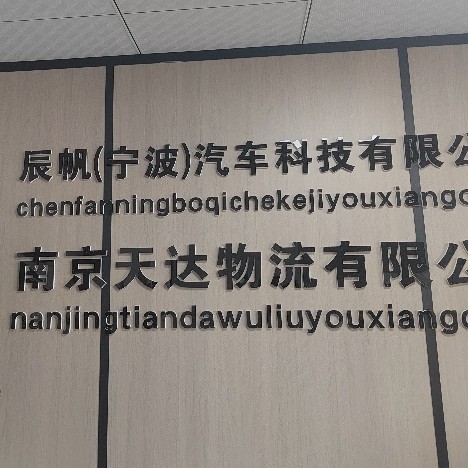 辰帆(宁波)汽车科技有限公
chenfanningboqichekejiyouxiango
南京天达物流有限公
nanjingtiandawuliuyouxiango